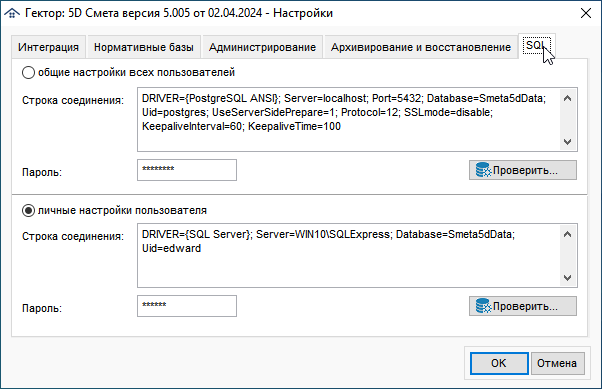 Гектор: 5D Смета версия 5.005 от 02.04.2024 - Настройки
Интеграция
Нормативные базы
Администрирование
Архивирование и восстановление
SQL
общие настройки всех пользователей
Строка соединения:
DRIVER={PostgreSQL ANSI}; Server=localhost; Port=5432; Database=Smeta5dData;
Uid=postgres; UseServerSidePrepare=1; Protocol=12; SSLmode=disable;
KeepaliveInterval=60; KeepaliveTime=100
Пароль:
********
Проверить...
личные настройки пользователя
Строка соединения:
DRIVER={SQL Server}; Server=WIN10\SQLExpress; Database=Smeta5dData;
Uid=edward
Пароль:
******
Проверить...
OK
Отмена